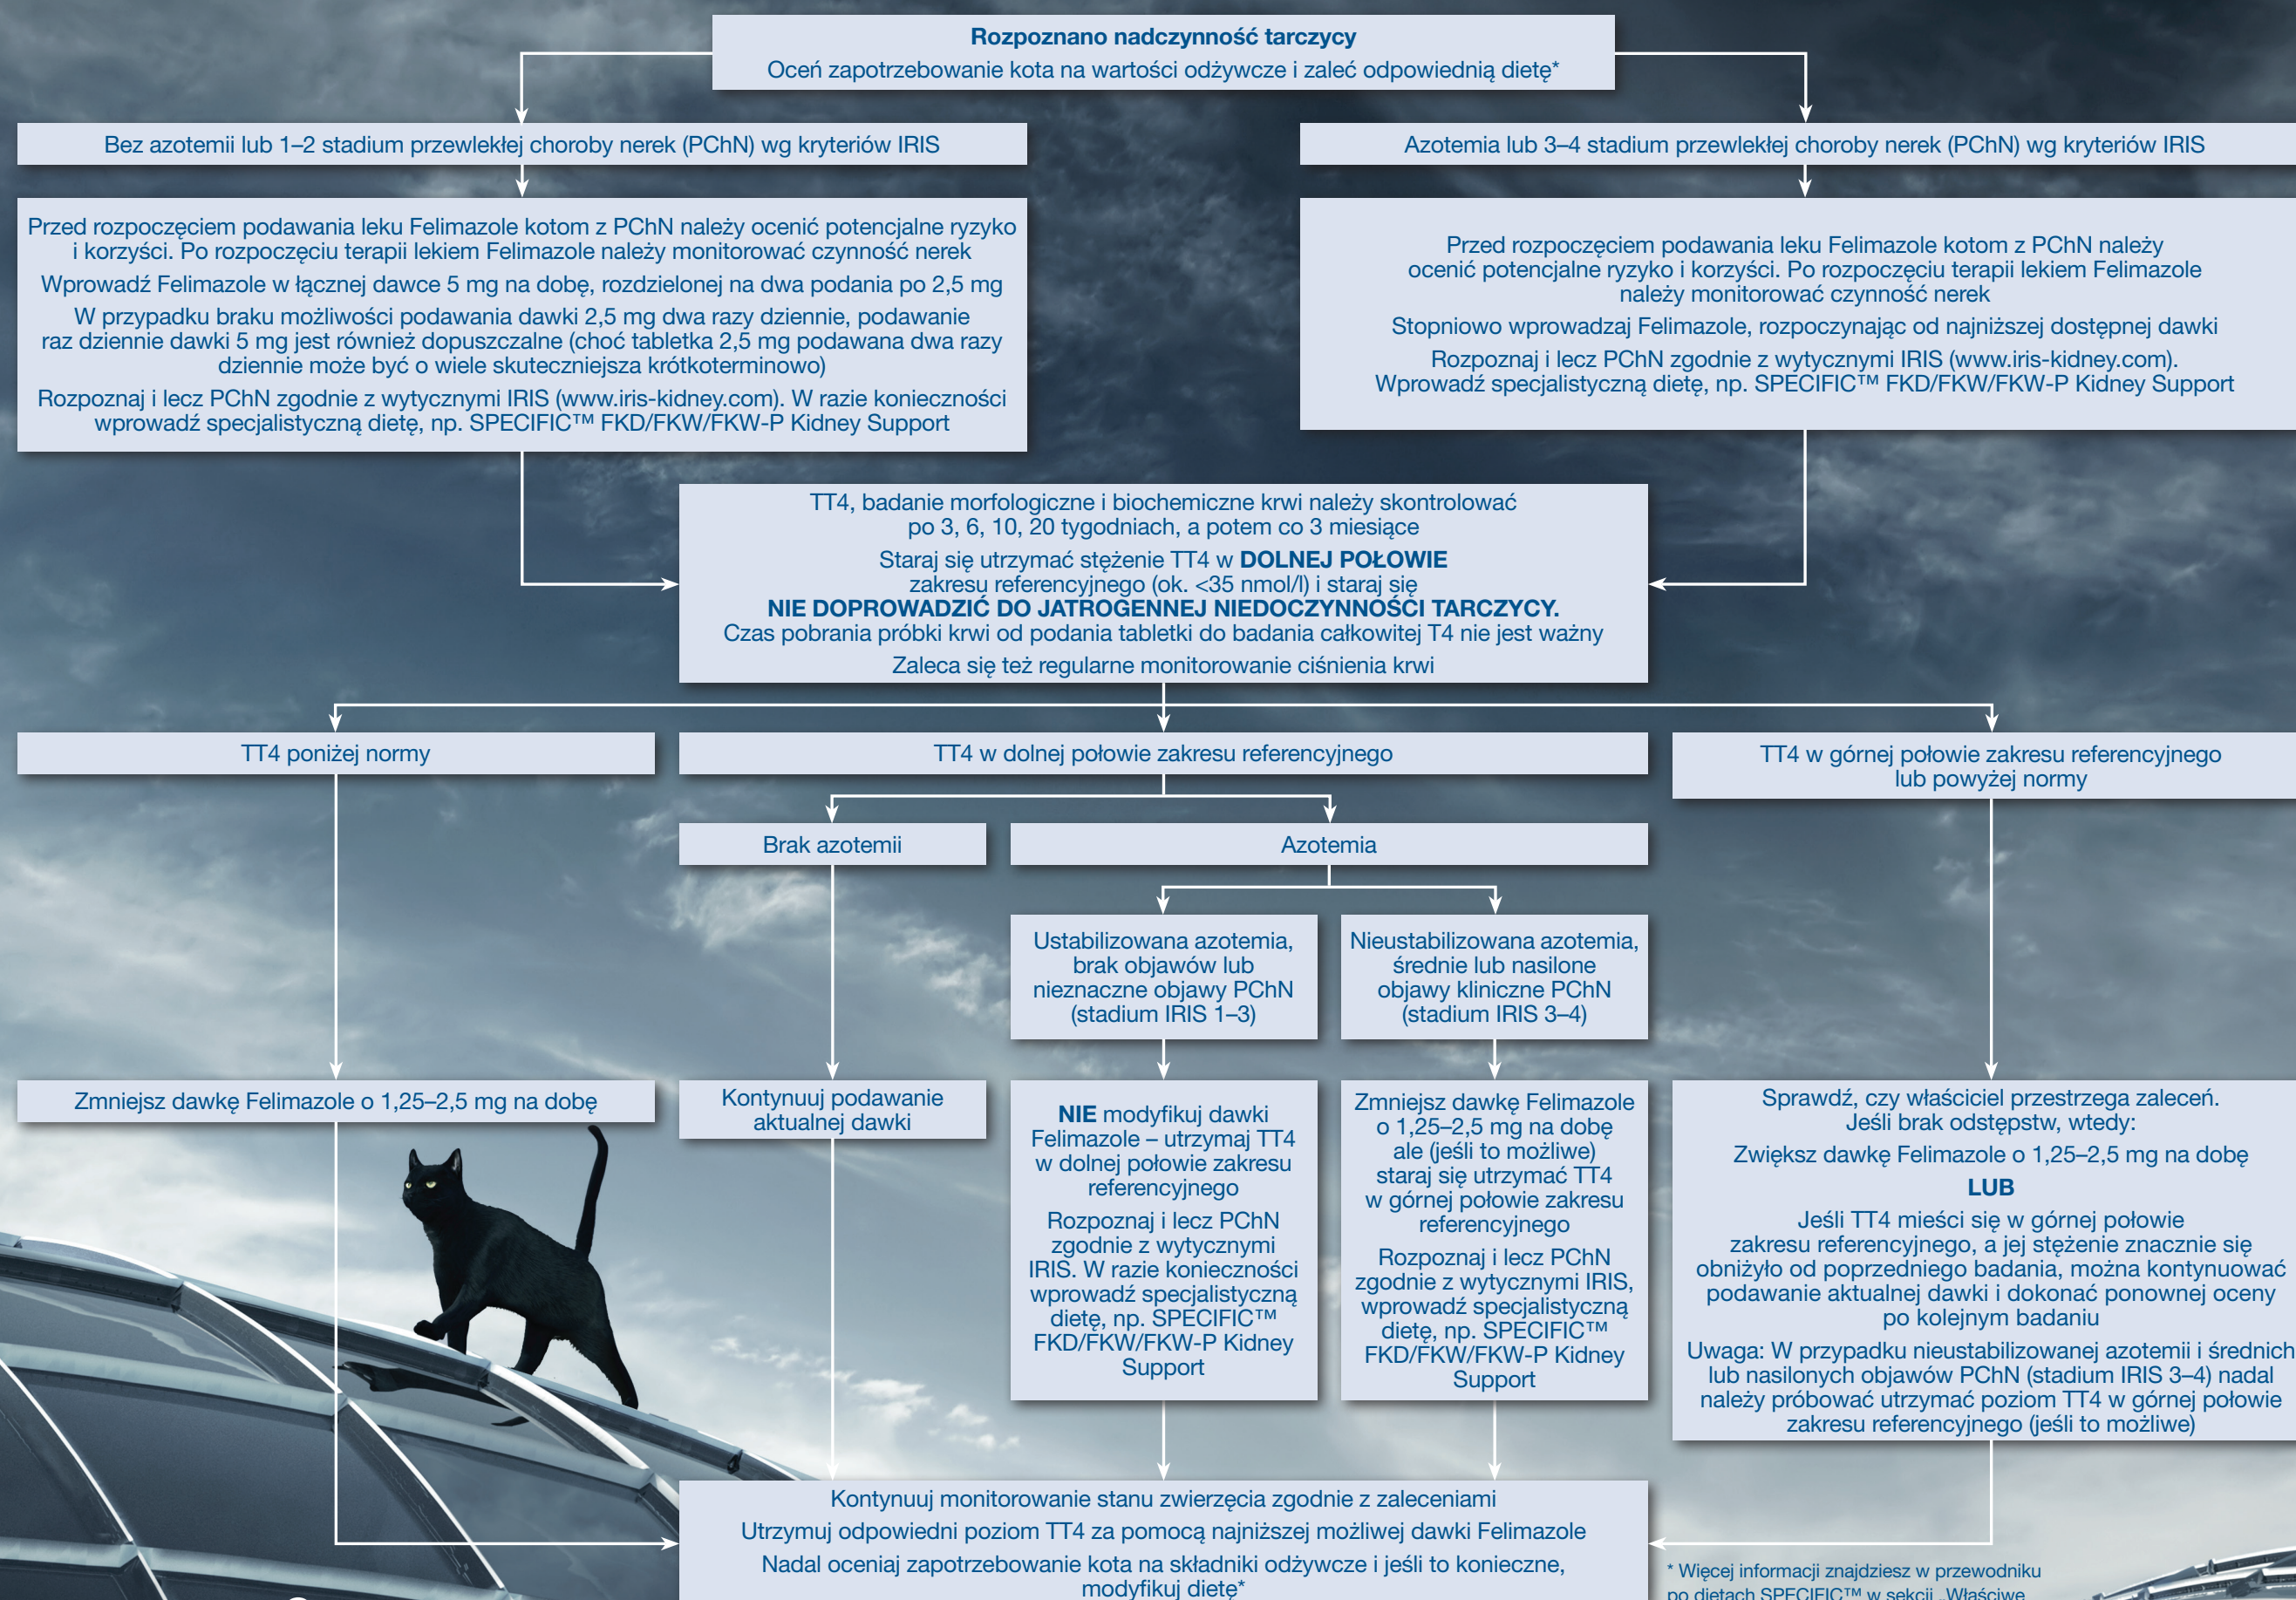 Rozpoznano nadczynność tarczycy
Oceń zapotrzebowanie kota na wartości odżywcze i zaleć odpowiednią dietę*
Bez azotemii lub 1–2 stadium przewlekłej choroby nerek (PChN) wg kryteriów IRIS
Azotemia lub 3–4 stadium przewlekłej choroby nerek (PChN) wg kryteriów IRIS
Przed rozpoczęciem podawania leku Felimazole kotom z PChN należy ocenić potencjalne ryzyko
i korzyści. Po rozpoczęciu terapii lekiem Felimazole należy monitorować czynność nerek
Wprowadź Felimazole w łącznej dawce 5 mg na dobę, rozdzielonej na dwa podania po 2,5 mg
W przypadku braku możliwości podawania dawki 2,5 mg dwa razy dziennie, podawanie
raz dziennie dawki 5 mg jest również dopuszczalne (choć tabletka 2,5 mg podawana dwa razy
dziennie może być o wiele skuteczniejsza krótkoterminowo)
Rozpoznaj i lecz PChN zgodnie z wytycznymi IRIS (www.iris-kidney.com). W razie konieczności
wprowadź specjalistyczną dietę, np. SPECIFIC™ FKD/FKW/FKW-P Kidney Support
Przed rozpoczęciem podawania leku Felimazole kotom z PChN należy
ocenić potencjalne ryzyko i korzyści. Po rozpoczęciu terapii lekiem Felimazole
należy monitorować czynność nerek
Stopniowo wprowadzaj Felimazole, rozpoczynając od najniższej dostępnej dawki
Rozpoznaj i lecz PChN zgodnie z wytycznymi IRIS (www.iris-kidney.com).
Wprowadź specjalistyczną dietę, np. SPECIFIC™ FKD/FKW/FKW-P Kidney Support
TT4, badanie morfologiczne i biochemiczne krwi należy skontrolować
po 3, 6, 10, 20 tygodniach, a potem co 3 miesiące
Staraj się utrzymać stężenie TT4 w DOLNEJ POŁOWIE
zakresu referencyjnego (ok. <35 nmol/l) i staraj się
NIE DOPROWADZIĆ DO JATROGENNEJ NIEDOCZYNNOŚCI TARCZYCY.
Czas pobrania próbki krwi od podania tabletki do badania całkowitej T4 nie jest ważny
Zaleca się też regularne monitorowanie ciśnienia krwi
TT4 poniżej normy
TT4 w dolnej połowie zakresu referencyjnego
TT4 w górnej połowie zakresu referencyjnego
lub powyżej normy
Brak azotemii
Azotemia
Ustabilizowana azotemia,
brak objawów lub
nieznaczne objawy PChN
(stadium IRIS 1–3)
Nieustabilizowana azotemia,
średnie lub nasilone
objawy kliniczne PChN
(stadium IRIS 3–4)
Zmniejsz dawkę Felimazole o 1,25–2,5 mg na dobę
Kontynuuj podawanie
aktualnej dawki
NIE modyfikuj dawki
Felimazole – utrzymaj TT4
w dolnej połowie zakresu
referencyjnego
Rozpoznaj i lecz PChN
zgodnie z wytycznymi
IRIS. W razie konieczności
wprowadź specjalistyczną
dietę, np. SPECIFIC™
FKD/FKW/FKW-P Kidney
Support
Zmniejsz dawkę Felimazole
o 1,25–2,5 mg na dobę
ale (jeśli to możliwe)
staraj się utrzymać TT4
w górnej połowie zakresu
referencyjnego
Rozpoznaj i lecz PChN
zgodnie z wytycznymi IRIS,
wprowadź specjalistyczną
dietę, np. SPECIFIC™
FKD/FKW/FKW-P Kidney
Support
Sprawdź, czy właściciel przestrzega zaleceń.
Jeśli brak odstępstw, wtedy:
Zwiększ dawkę Felimazole o 1,25–2,5 mg na dobę
LUB
Jeśli TT4 mieści się w górnej połowie
zakresu referencyjnego, a jej stężenie znacznie się
obniżyło od poprzedniego badania, można kontynuować
podawanie aktualnej dawki i dokonać ponownej oceny
po kolejnym badaniu
Uwaga: W przypadku nieustabilizowanej azotemii i średnich
lub nasilonych objawów PChN (stadium IRIS 3–4) nadal
należy próbować utrzymać poziom TT4 w górnej połowie
zakresu referencyjnego (jeśli to możliwe)
Kontynuuj monitorowanie stanu zwierzęcia zgodnie z zaleceniami
Utrzymuj odpowiedni poziom TT4 za pomocą najniższej możliwej dawki Felimazole
Nadal oceniaj zapotrzebowanie kota na składniki odżywcze i jeśli to konieczne,
modyfikuj dietę*
* Więcej informacji znajdziesz w przewodniku
po dietach SPECIFIC™ w sekcji „Właściwe